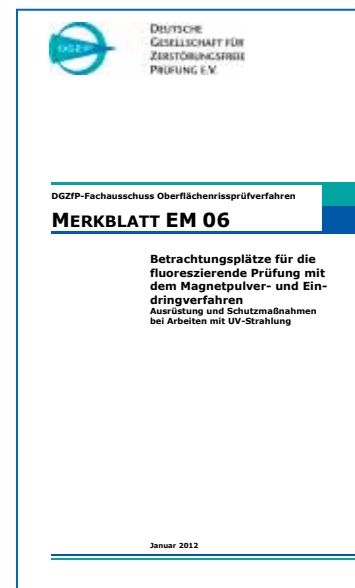 DGZfP
DEUTSCHE
GESELLSCHAFT FÜR
ZERSTÖRUNGSFREIE
PRÜFUNG E.V.
DGZfP-Fachausschuss Oberflächenrissprüfverfahren
MERKBLATT EM 06
Betrachtungsplätze für die
fluoreszierende Prüfung mit
dem Magnetpulver- und Ein-
dringverfahren
Ausrüstung und Schutzmaßnahmen
bei Arbeiten mit UV-Strahlung
Januar 2012